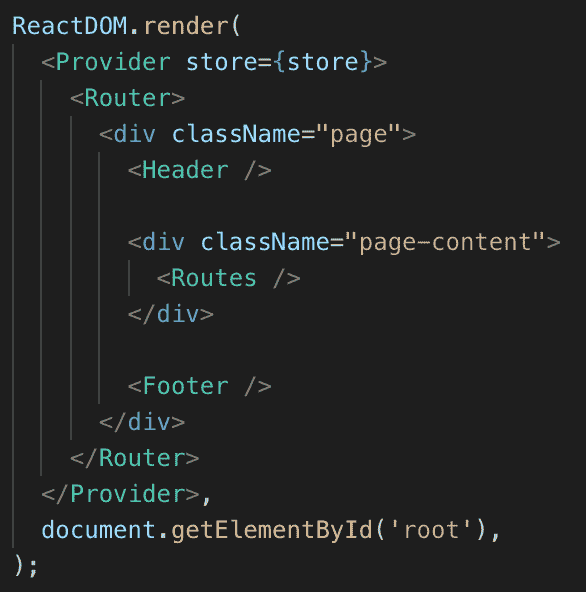 ReactDOM.render(
  <Provider store={store}>
    <Router>
      <div className="page">
        <Header />

        <div className="page-content">
          <Routes />
        </div>

        <Footer />
      </div>
    </Router>
  </Provider>,
  document.getElementById('root'),
);